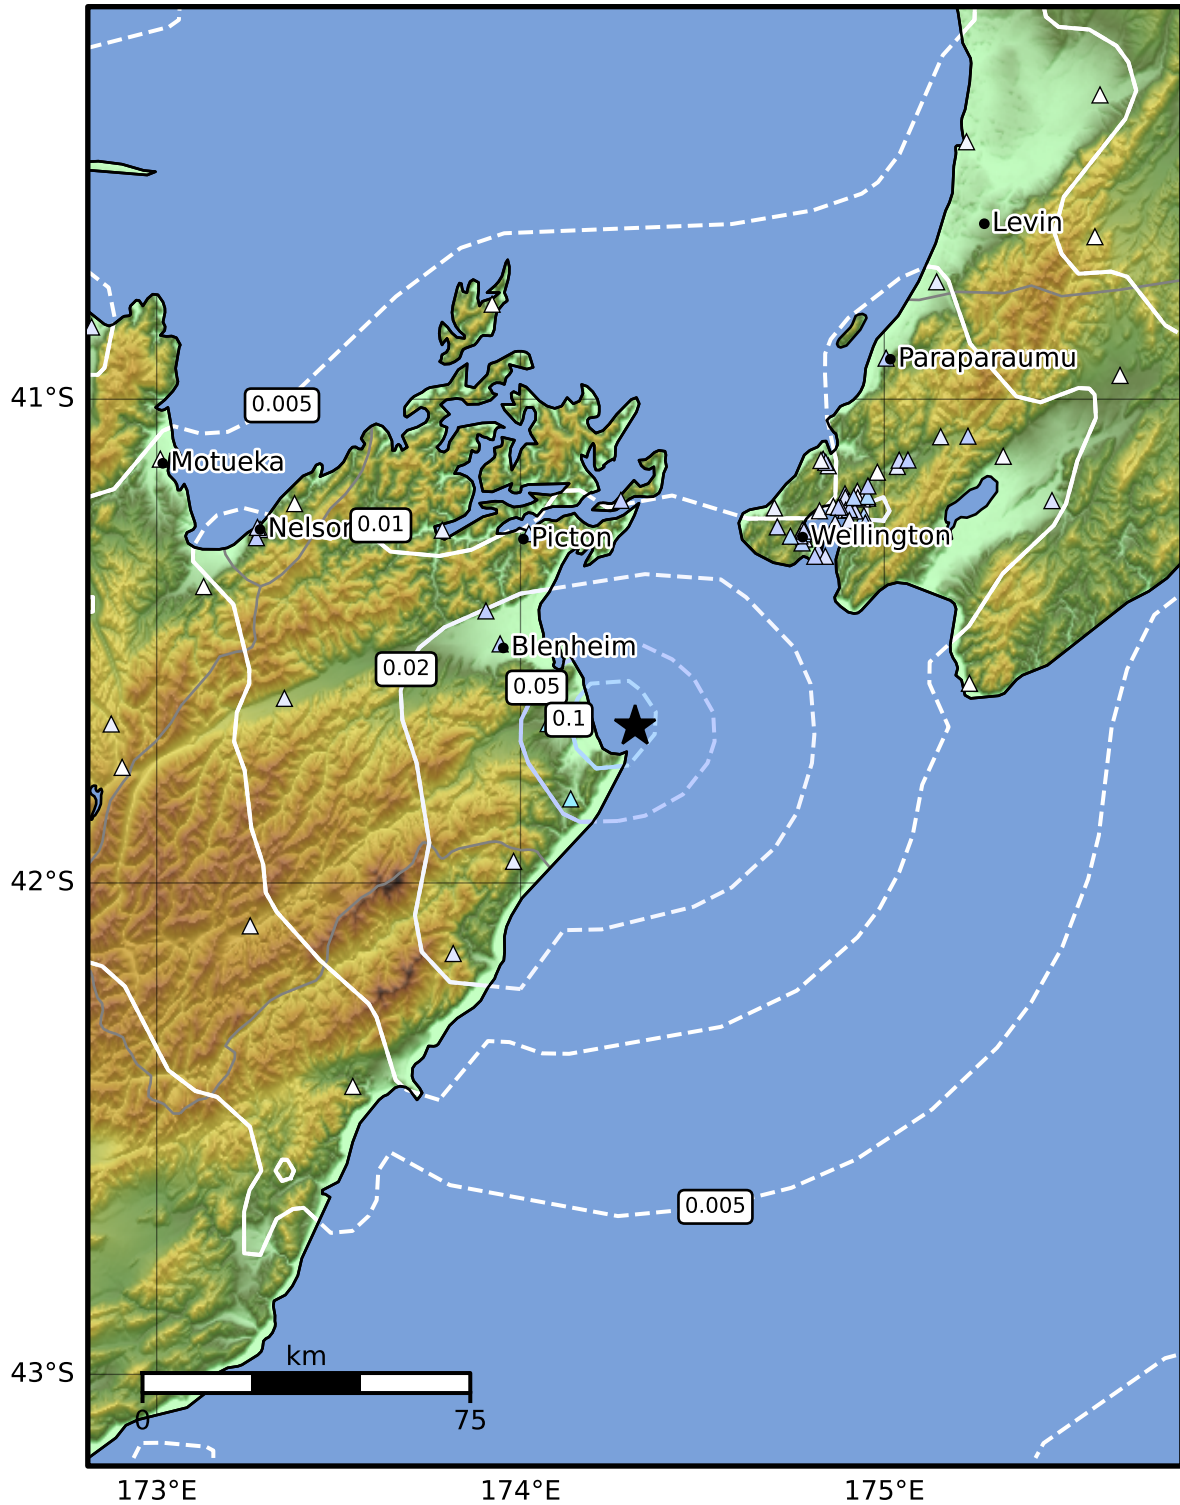 Levin
Paraparaumu
41°S
0.005
Motueka
Nelson
0.01
Picton
Wellington
Blenheim
0.02
0.05
0.1
42°S
0.005
km
43°S
0
75
173°E
174°E
175°E